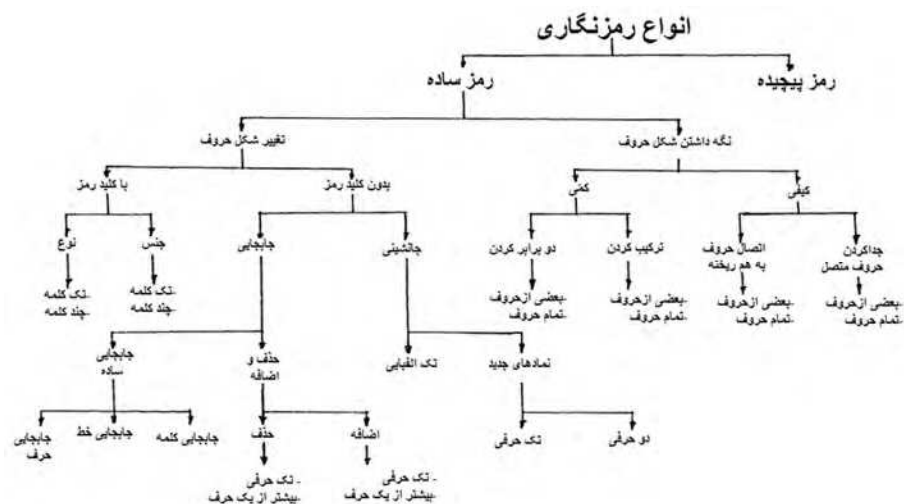 انواع رمزنگاری
رمز پیچیده
رمز ساده
نگه داشتن شکل حروف
تغییر شکل حروف
کیفی
کمی
بدون کلید رمز
با کلید رمز
جداکردن
حروف متصل
اتصال حروف
به هم ریخته
ترکیب کردن
دو برابر کردن
جانشینی
جابجایی
جنس
نوع
-بعضی ازحروف
-تمام حروف
-بعضی ازحروف
-تمام حروف
-بعضی ازحروف
-تمام حروف
-بعضی ازحروف
-تمام حروف
-تک کلمه
-چند کلمه
-تک کلمه
-چند کلمه
نمادهای جدید
تک الفبایی
حذف و
اضافه
جابجایی
ساده
دو حرفی
تک حرفی
اضافه
حذف
جابجایی کلمه
جابجایی خط
جابجایی
حرف
- تک حرفی
-بیشتر از یک حرف
- تک حرفی
-بیشتر از یک حرف